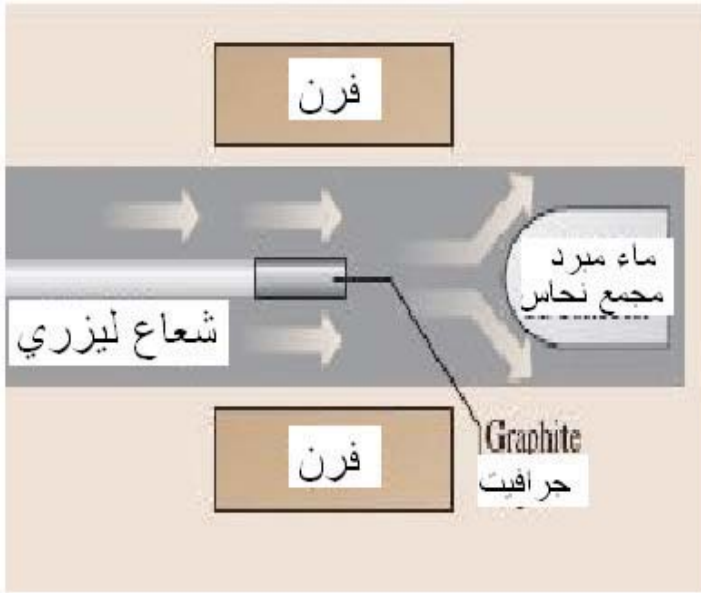 فرن
ماء مبرد
مجمع نحاس
شعاع ليزري
فرن
Graphite
جرافيت